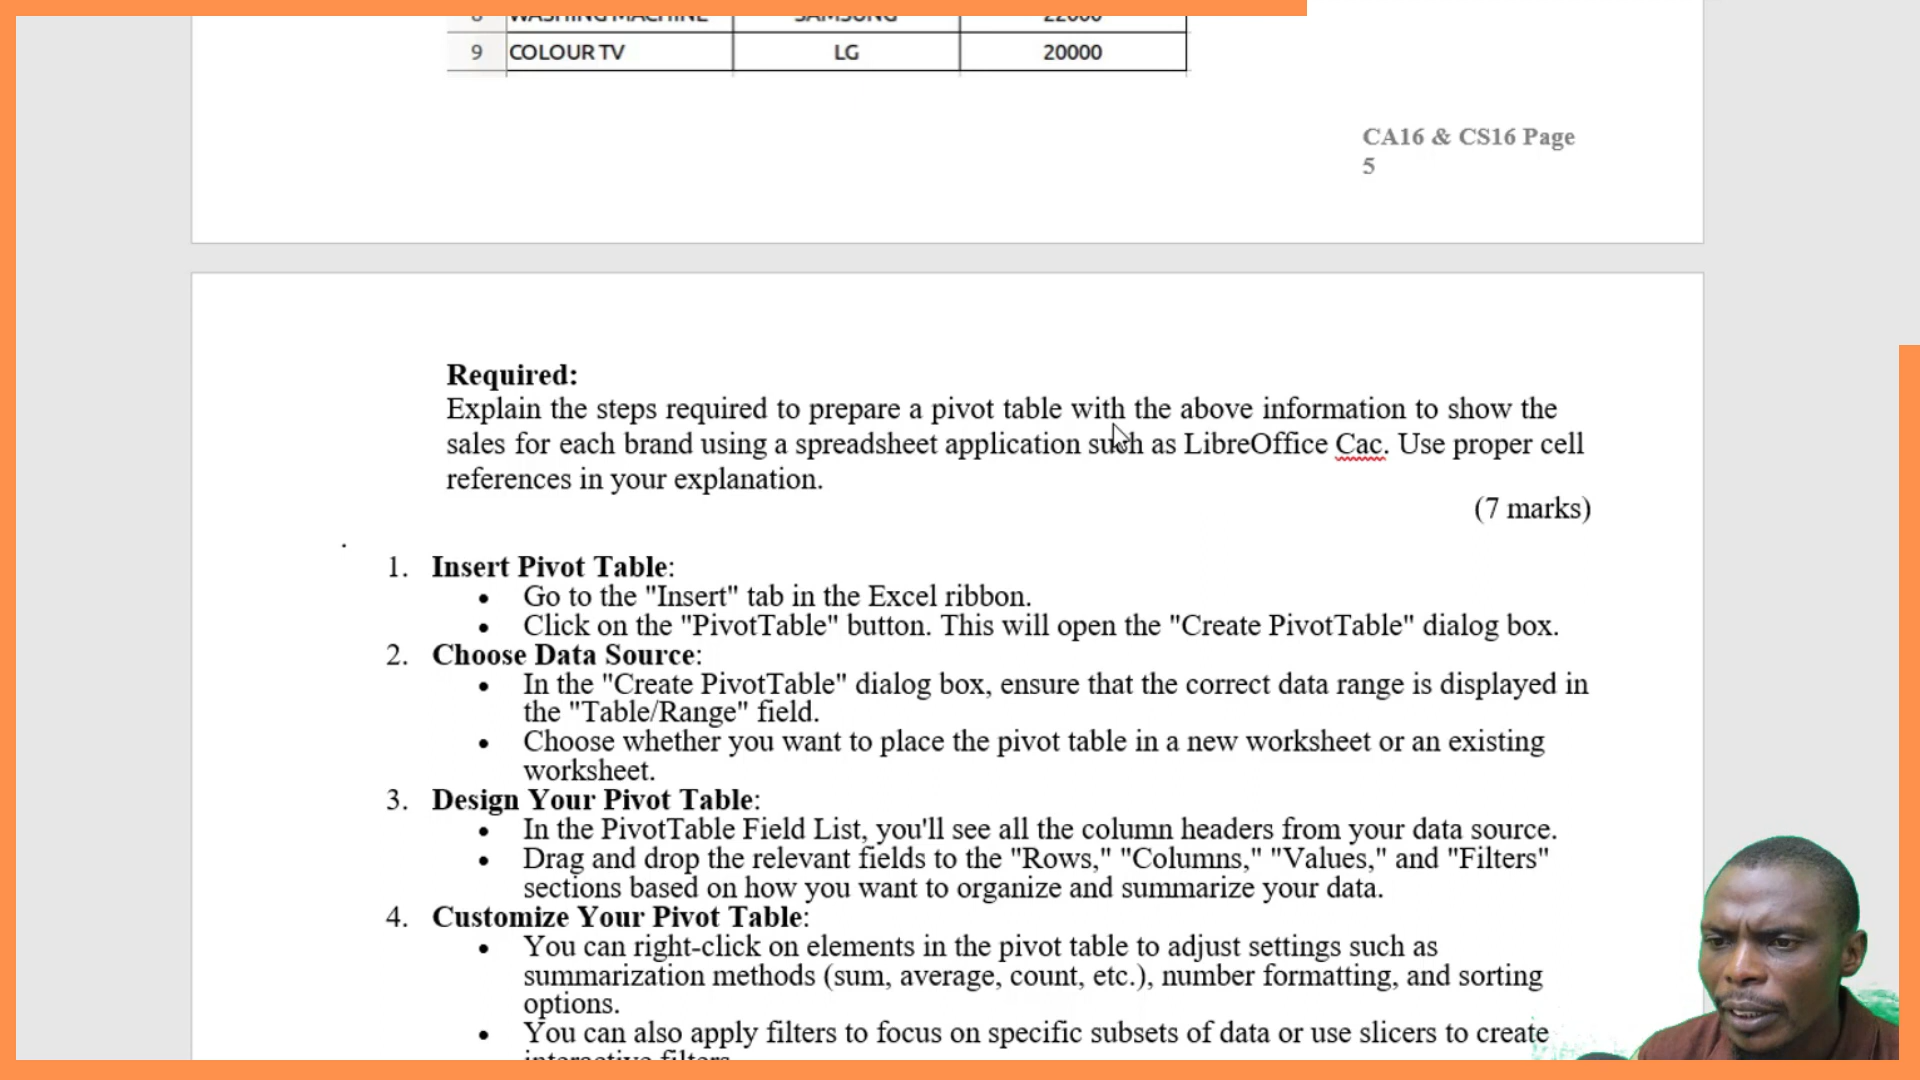 8 WASHING MACHINE SAMSUNG 22000
9 COLOUR TV LG 20000
CA16 & CS16 Page
5
Required:
Explain the steps required to prepare a pivot table with the above information to show the
sales for each brand using a spreadsheet application such as LibreOffice Cac. Use proper cell
references in your explanation.
(7 marks)
.
1. Insert Pivot Table:
• Go to the "Insert" tab in the Excel ribbon.
• Click on the "PivotTable" button. This will open the "Create PivotTable" dialog box.
2. Choose Data Source:
• In the "Create PivotTable" dialog box, ensure that the correct data range is displayed in
the "Table/Range" field.
• Choose whether you want to place the pivot table in a new worksheet or an existing
worksheet.
3. Design Your Pivot Table:
• In the PivotTable Field List, you'll see all the column headers from your data source.
• Drag and drop the relevant fields to the "Rows," "Columns," "Values," and "Filters"
sections based on how you want to organize and summarize your data.
4. Customize Your Pivot Table:
• You can right-click on elements in the pivot table to adjust settings such as
summarization methods (sum, average, count, etc.), number formatting, and sorting
options.
• You can also apply filters to focus on specific subsets of data or use slicers to create
interactive filters.